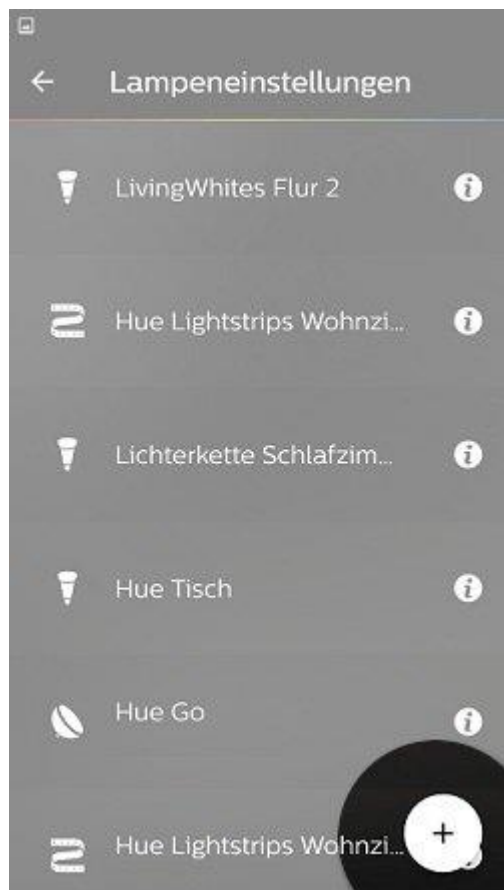 Lampeneinstellungen
LivingWhites Flur 2
Hue Lightstrips Wohnzi...
Lichterkette Schlafzim...
Hue Tisch
Hue Go
Hue Lightstrips Wohnzi...